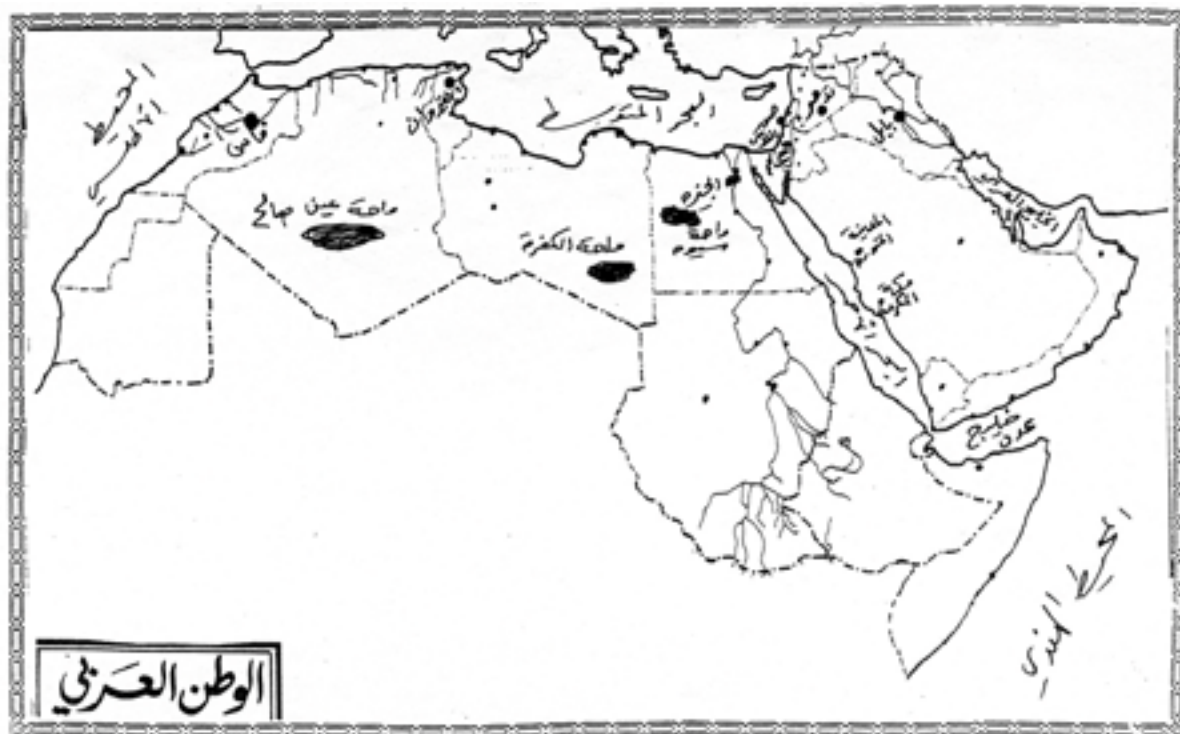 المحيط
الأطلسي
البحر المتوسط
فاس
القيروان
بابل
الخليج العربي
واحة عين صالح
واحة الكفرة
الجيزة
واحة
سيوه
المدينة
المنورة
مكة
المكرمة
خليج
عدن
المحيط الهندي
الوطن العربي